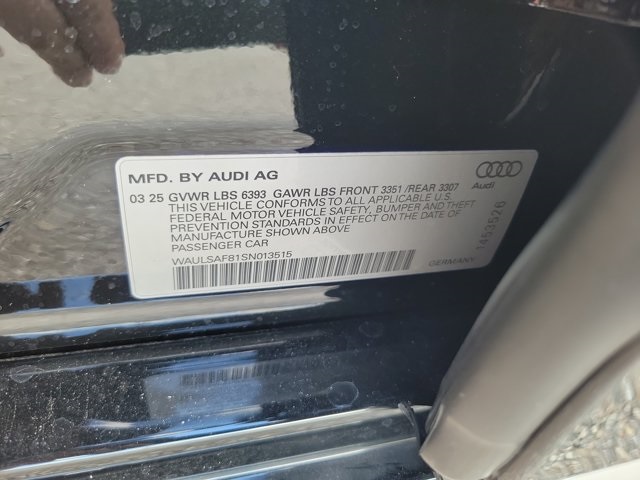 MFD. BY AUDI AG
03 25 GVWR LBS 6393 GAWR LBS FRONT 3351 /REAR 3307
THIS VEHICLE CONFORMS TO ALL APPLICABLE U.S
FEDERAL MOTOR VEHICLE SAFETY, BUMPER AND THEFT
PREVENTION STANDARDS IN EFFECT ON THE DATE OF
MANUFACTURE SHOWN ABOVE
PASSENGER CAR
WAULSAF81SN013515
GERMANY
Audi
1453526